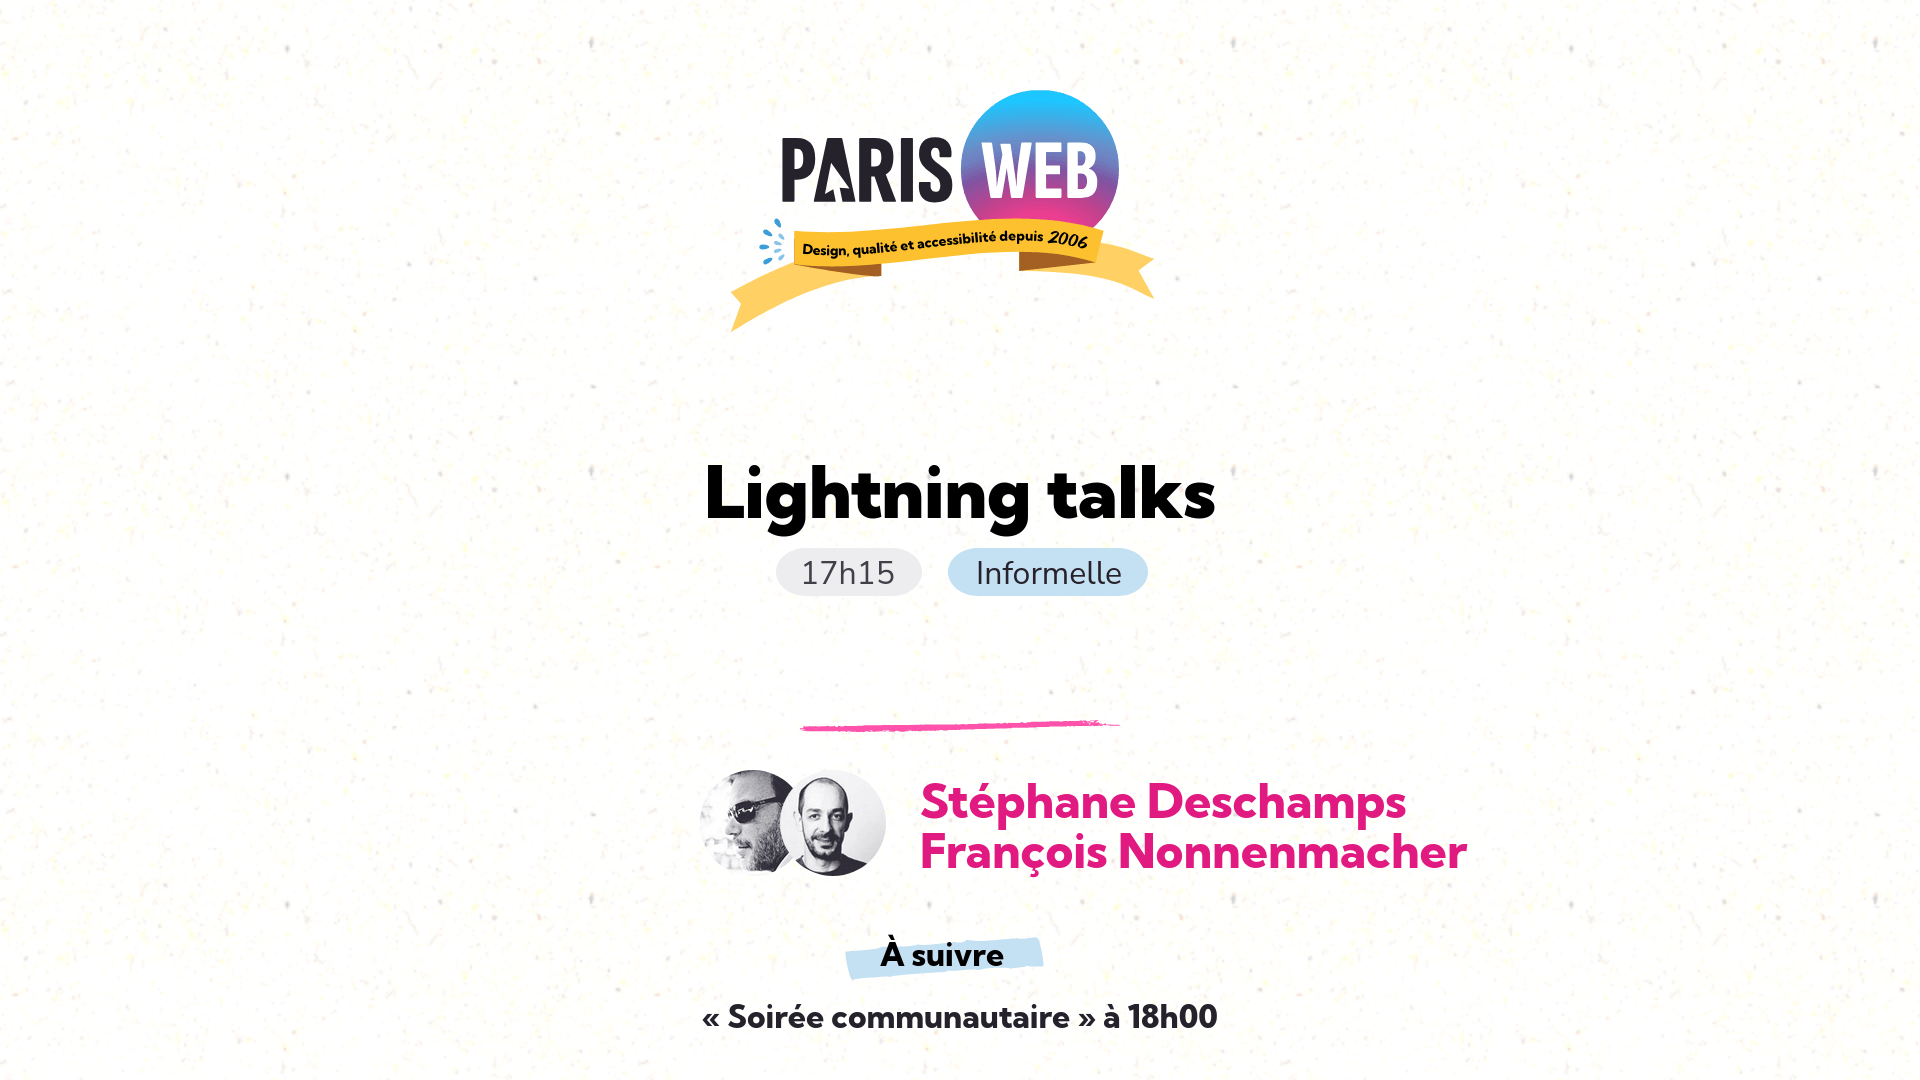 PARIS WEB
Design, qualité et accessibilité depuis 2006
Lightning talks
17h15 Informelle
Stéphane Deschamps
François Nonnenmacher
À suivre
« Soirée communautaire » à 18h00